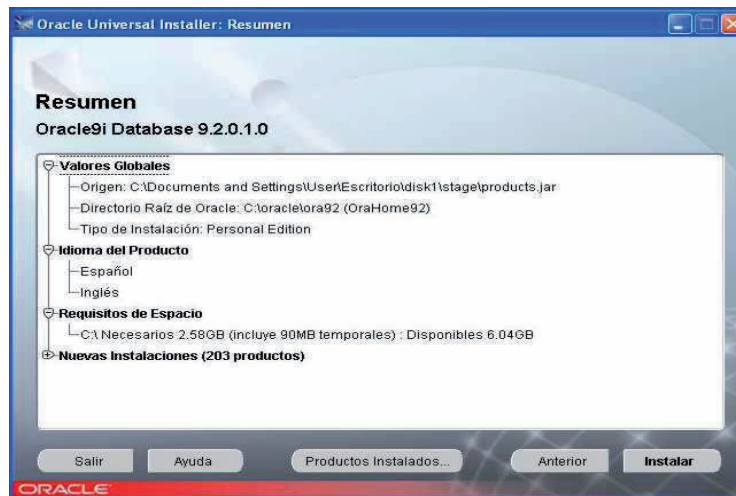 Oracle Universal Installer: Resumen
Resumen
Oracle9i Database 9.2.0.1.0
Valores Globales
Origen: C:\Documents and Settings\User\Escritorio\disk1\stage\products.jar
Directorio Raíz de Oracle: C:\oracle\ora92 (OraHome92)
Tipo de Instalación: Personal Edition
Idioma del Producto
Español
Inglés
Requisitos de Espacio
C:\ Necesarios 2.58GB (incluye 90MB temporales) : Disponibles 6.04GB
Nuevas Instalaciones (203 productos)
Salir Ayuda Productos Instalados... Anterior Instalar
ORACLE